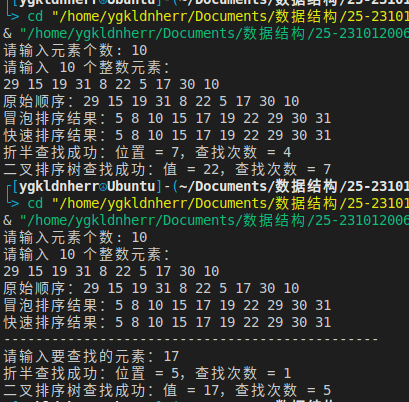 ┌[ygkldnherr☮Ubuntu]-(~/Documents/数据结构/25-23101
└> cd "/home/ygkldnherr/Documents/数据结构/25-231012
& "/home/ygkldnherr/Documents/数据结构/25-231012006
请输入元素个数: 10
请输入 10 个整数元素:
29 15 19 31 8 22 5 17 30 10
原始顺序: 29 15 19 31 8 22 5 17 30 10
冒泡排序结果: 5 8 10 15 17 19 22 29 30 31
快速排序结果: 5 8 10 15 17 19 22 29 30 31
折半查找成功: 位置 = 7, 查找次数 = 4
二叉排序树查找成功: 值 = 22, 查找次数 = 7
┌[ygkldnherr☮Ubuntu]-(~/Documents/数据结构/25-23101
└> cd "/home/ygkldnherr/Documents/数据结构/25-231012
& "/home/ygkldnherr/Documents/数据结构/25-231012006
请输入元素个数: 10
请输入 10 个整数元素:
29 15 19 31 8 22 5 17 30 10
原始顺序: 29 15 19 31 8 22 5 17 30 10
冒泡排序结果: 5 8 10 15 17 19 22 29 30 31
快速排序结果: 5 8 10 15 17 19 22 29 30 31
-----------------------------------------------
请输入要查找的元素: 17
折半查找成功: 位置 = 5, 查找次数 = 1
二叉排序树查找成功: 值 = 17, 查找次数 = 5